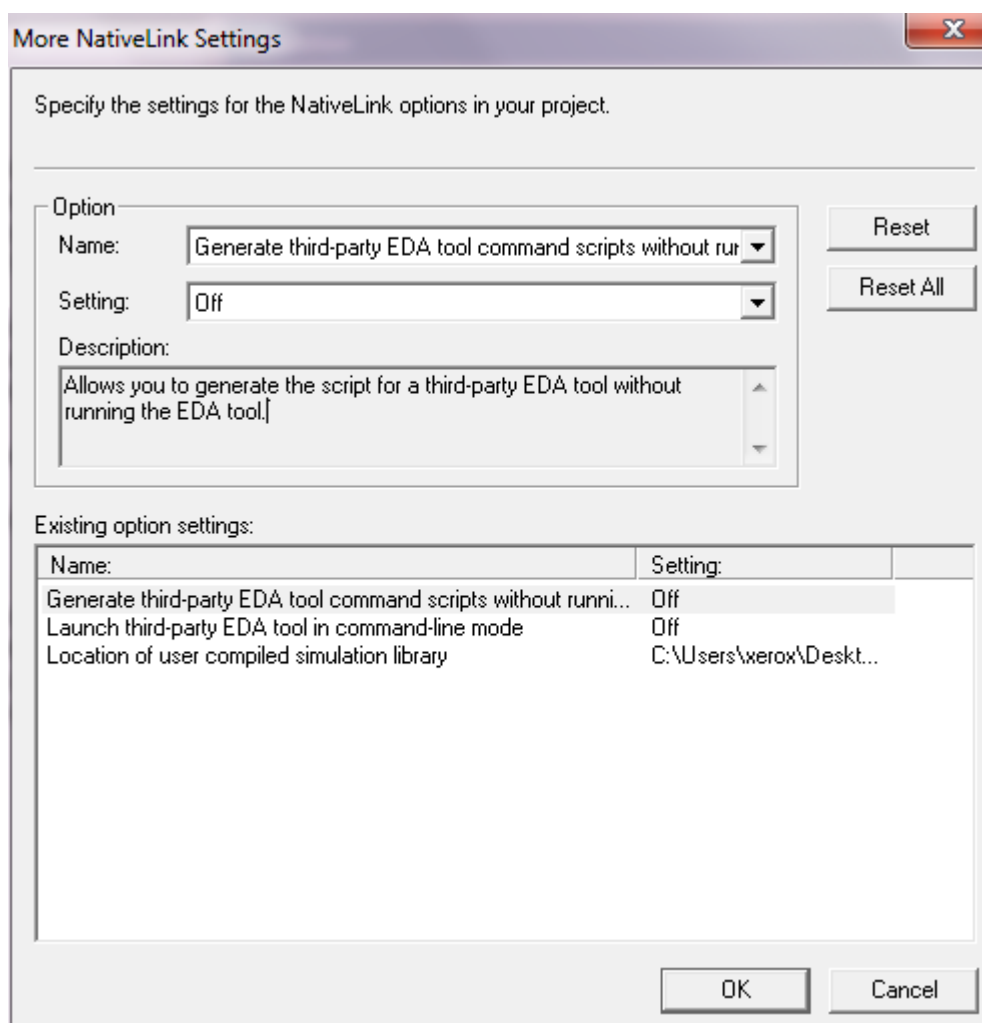 More NativeLink Settings
Specify the settings for the NativeLink options in your project.
Option
Name:
Generate third-party EDA tool command scripts without rur
Reset
Setting:
Off
Reset All
Description:
Allows you to generate the script for a third-party EDA tool without
running the EDA tool.
Existing option settings:
Name: Setting:
Generate third-party EDA tool command scripts without runni... Off
Launch third-party EDA tool in command-line mode Off
Location of user compiled simulation library C:\Users\xerox\Deskt...
OK Cancel